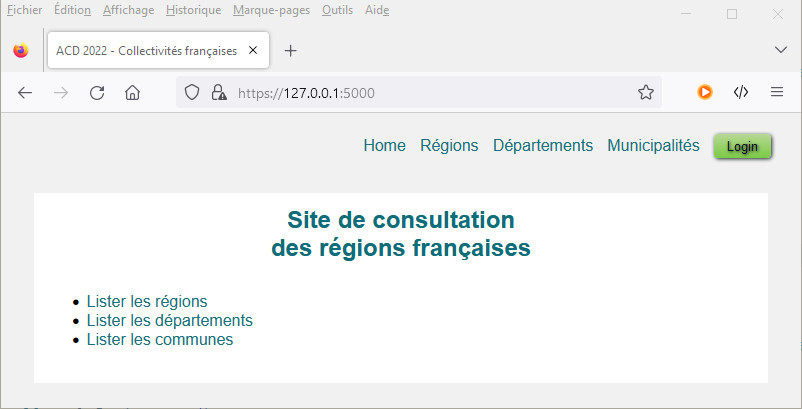 Fichier Édition Affichage Historique Marque-pages Outils Aide
ACD 2022 - Collectivités françaises
https://127.0.0.1:5000
Home Régions Départements Municipalités Login
Site de consultation
des régions françaises
Lister les régions
Lister les départements
Lister les communes